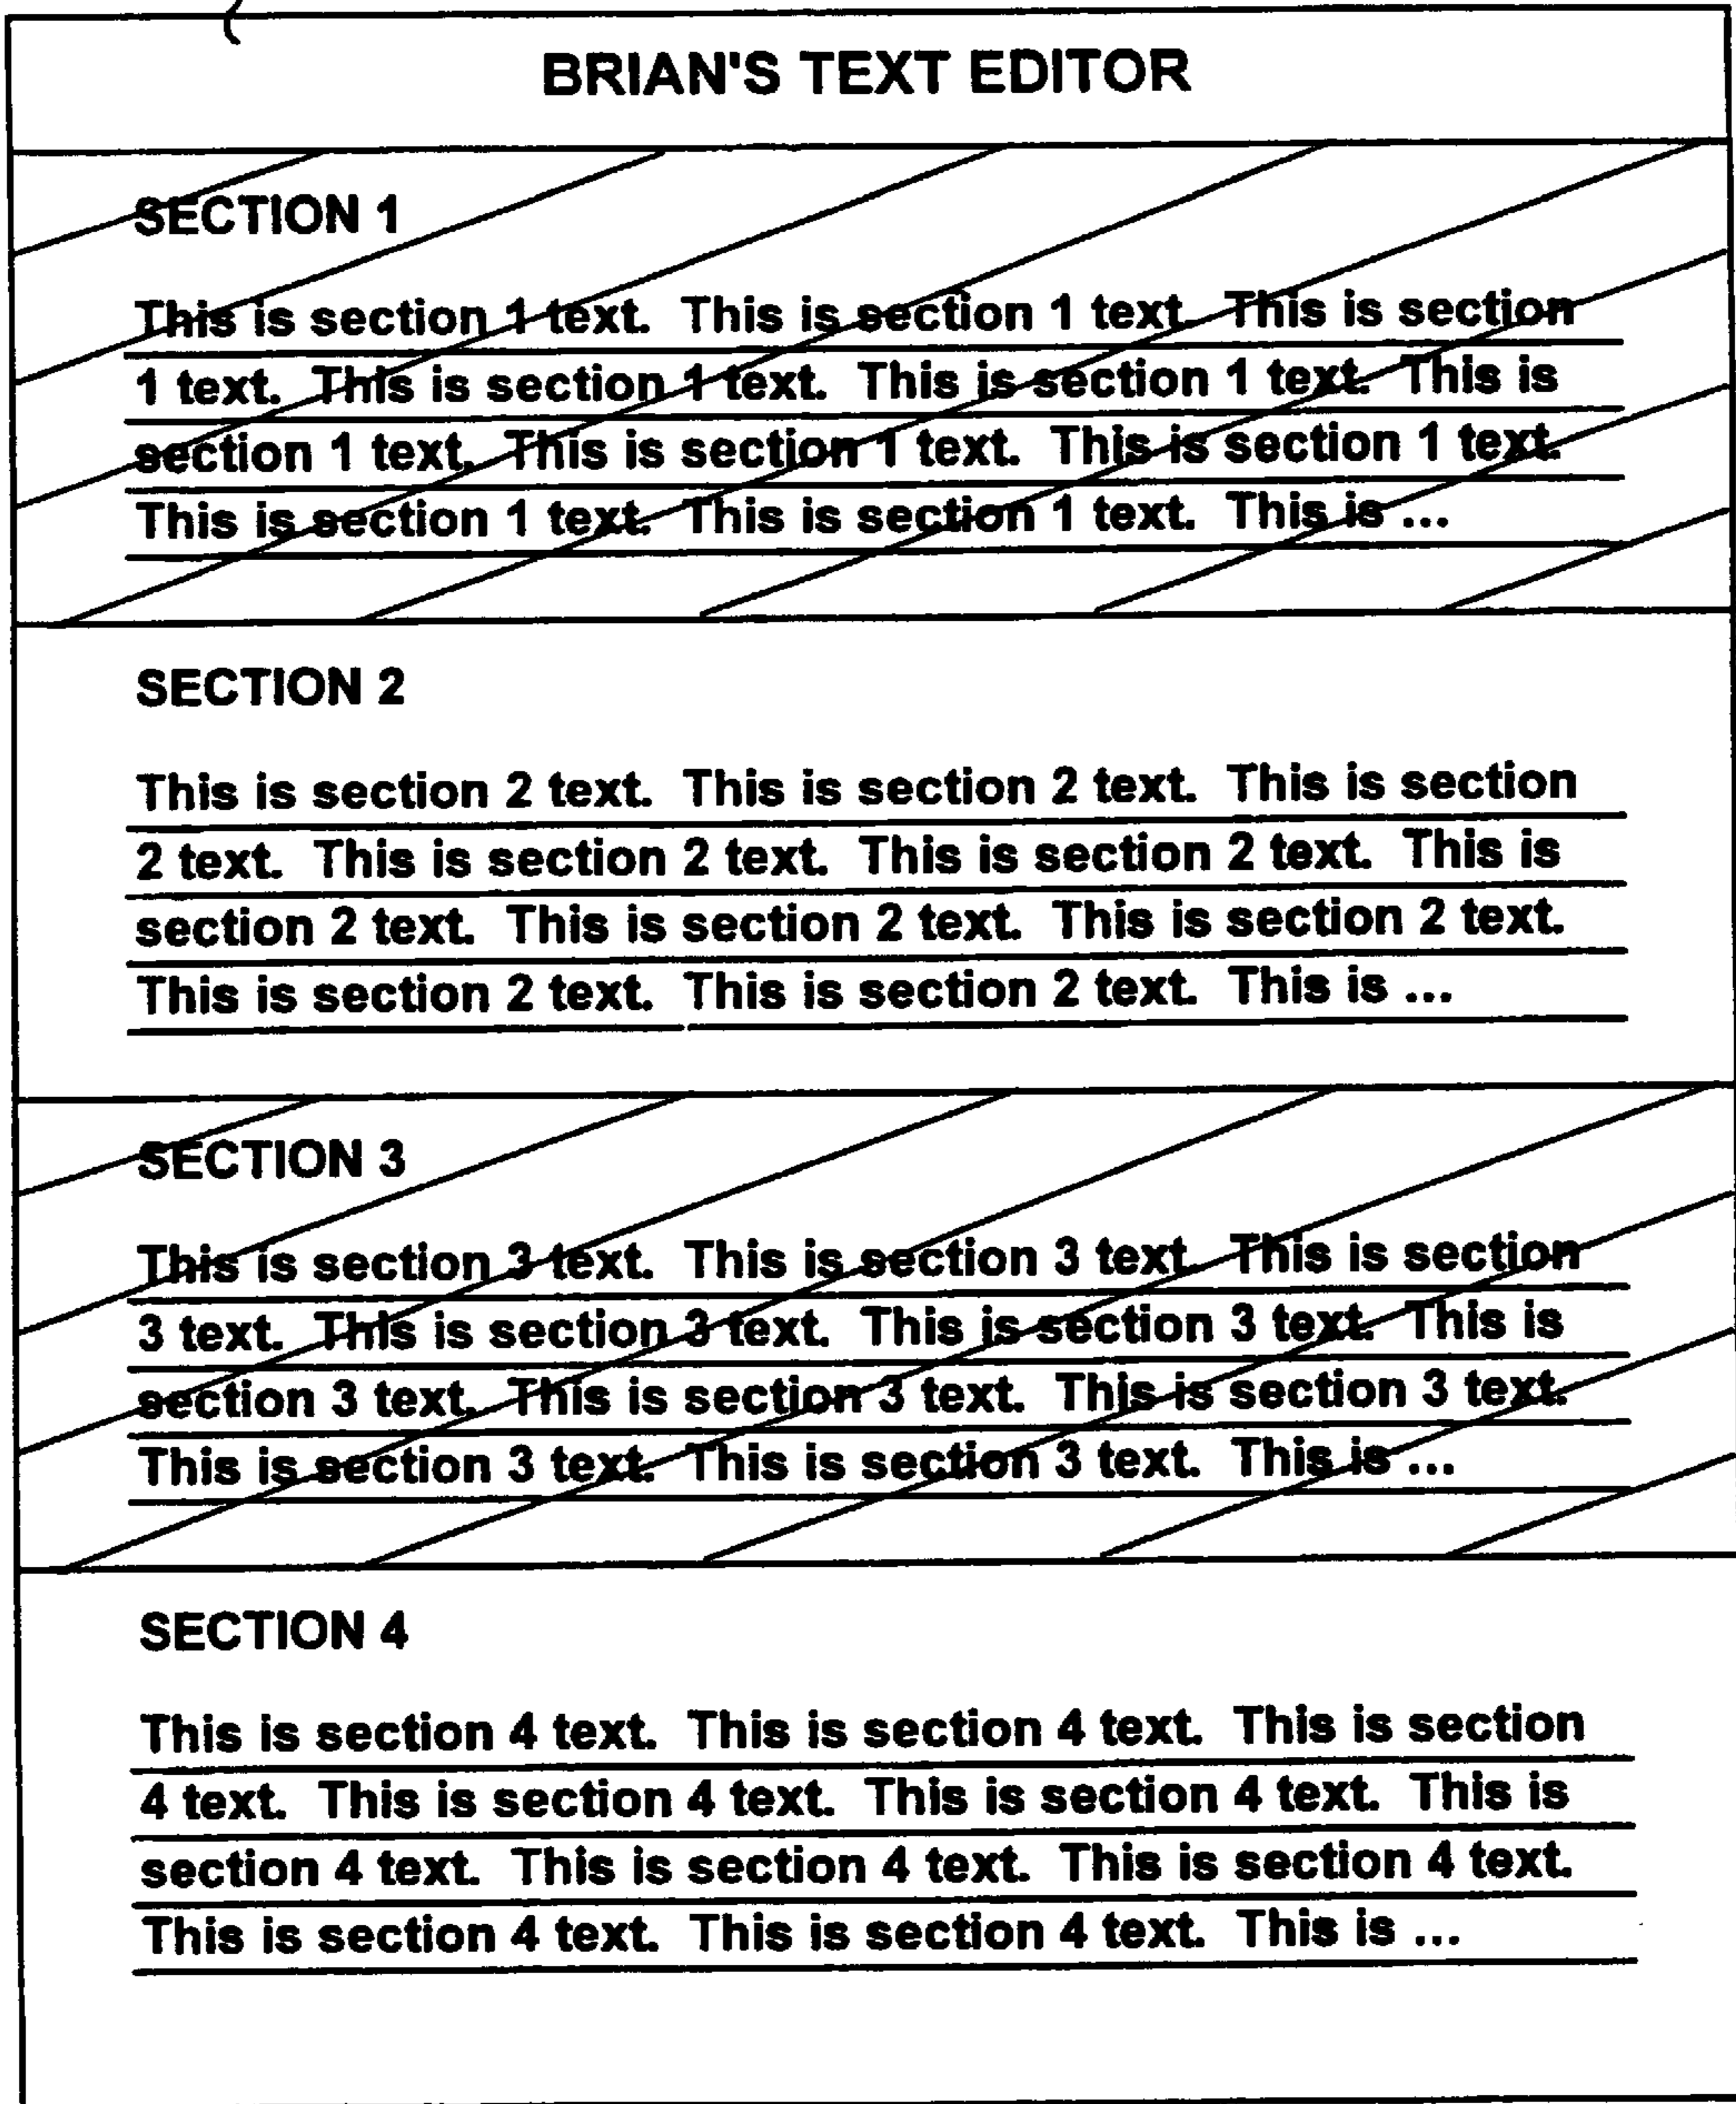 BRIAN'S TEXT EDITOR
SECTION 1
This is section 1 text.  This is section 1 text.  This is section
1 text.  This is section 1 text.  This is section 1 text.  This is
section 1 text.  This is section 1 text.  This is section 1 text.
This is section 1 text.  This is section 1 text.  This is ...
SECTION 2
This is section 2 text.  This is section 2 text.  This is section
2 text.  This is section 2 text.  This is section 2 text.  This is
section 2 text.  This is section 2 text.  This is section 2 text.
This is section 2 text.  This is section 2 text.  This is ...
SECTION 3
This is section 3 text.  This is section 3 text.  This is section
3 text.  This is section 3 text.  This is section 3 text.  This is
section 3 text.  This is section 3 text.  This is section 3 text.
This is section 3 text.  This is section 3 text.  This is ...
SECTION 4
This is section 4 text.  This is section 4 text.  This is section
4 text.  This is section 4 text.  This is section 4 text.  This is
section 4 text.  This is section 4 text.  This is section 4 text.
This is section 4 text.  This is section 4 text.  This is ...